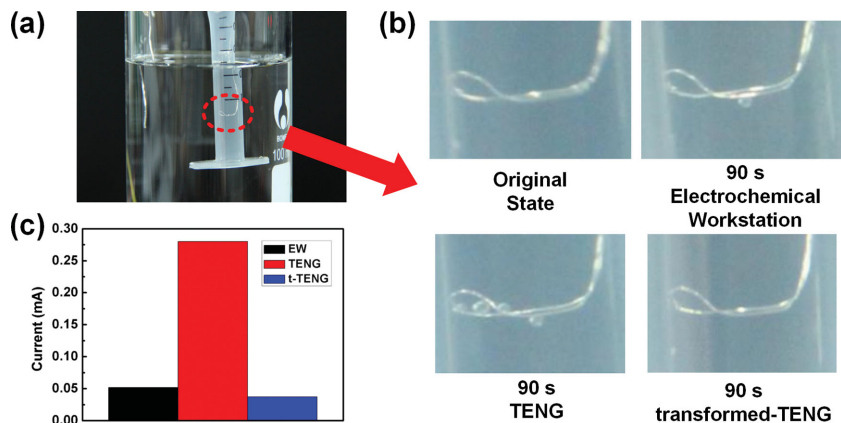 (a)
100
(b)
Original
State
90 s
Electrochemical
Workstation
90 s
TENG
90 s
transformed-TENG
(c)
0.30
0.25
0.20
0.15
0.10
0.05
0.00
Current (mA)
EW
TENG
t-TENG